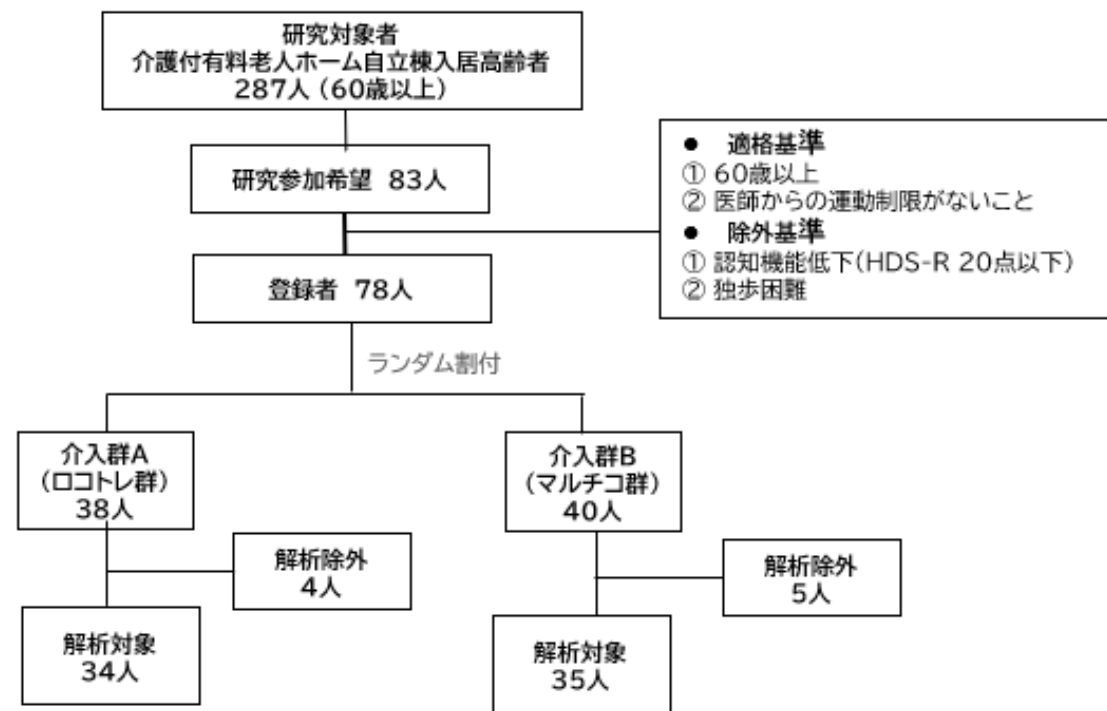 研究対象者
介護付有料老人ホーム自立棟入居高齢者
287人（60歳以上）
研究参加希望 83人
● 適格基準
① 60歳以上
② 医師からの運動制限がないこと
● 除外基準
① 認知機能低下(HDS-R 20点以下)
② 独歩困難
登録者 78人
ランダム割付
介入群A
(ロコトレ群)
38人
介入群B
(マルチコ群)
40人
解析除外
4人
解析除外
5人
解析対象
34人
解析対象
35人